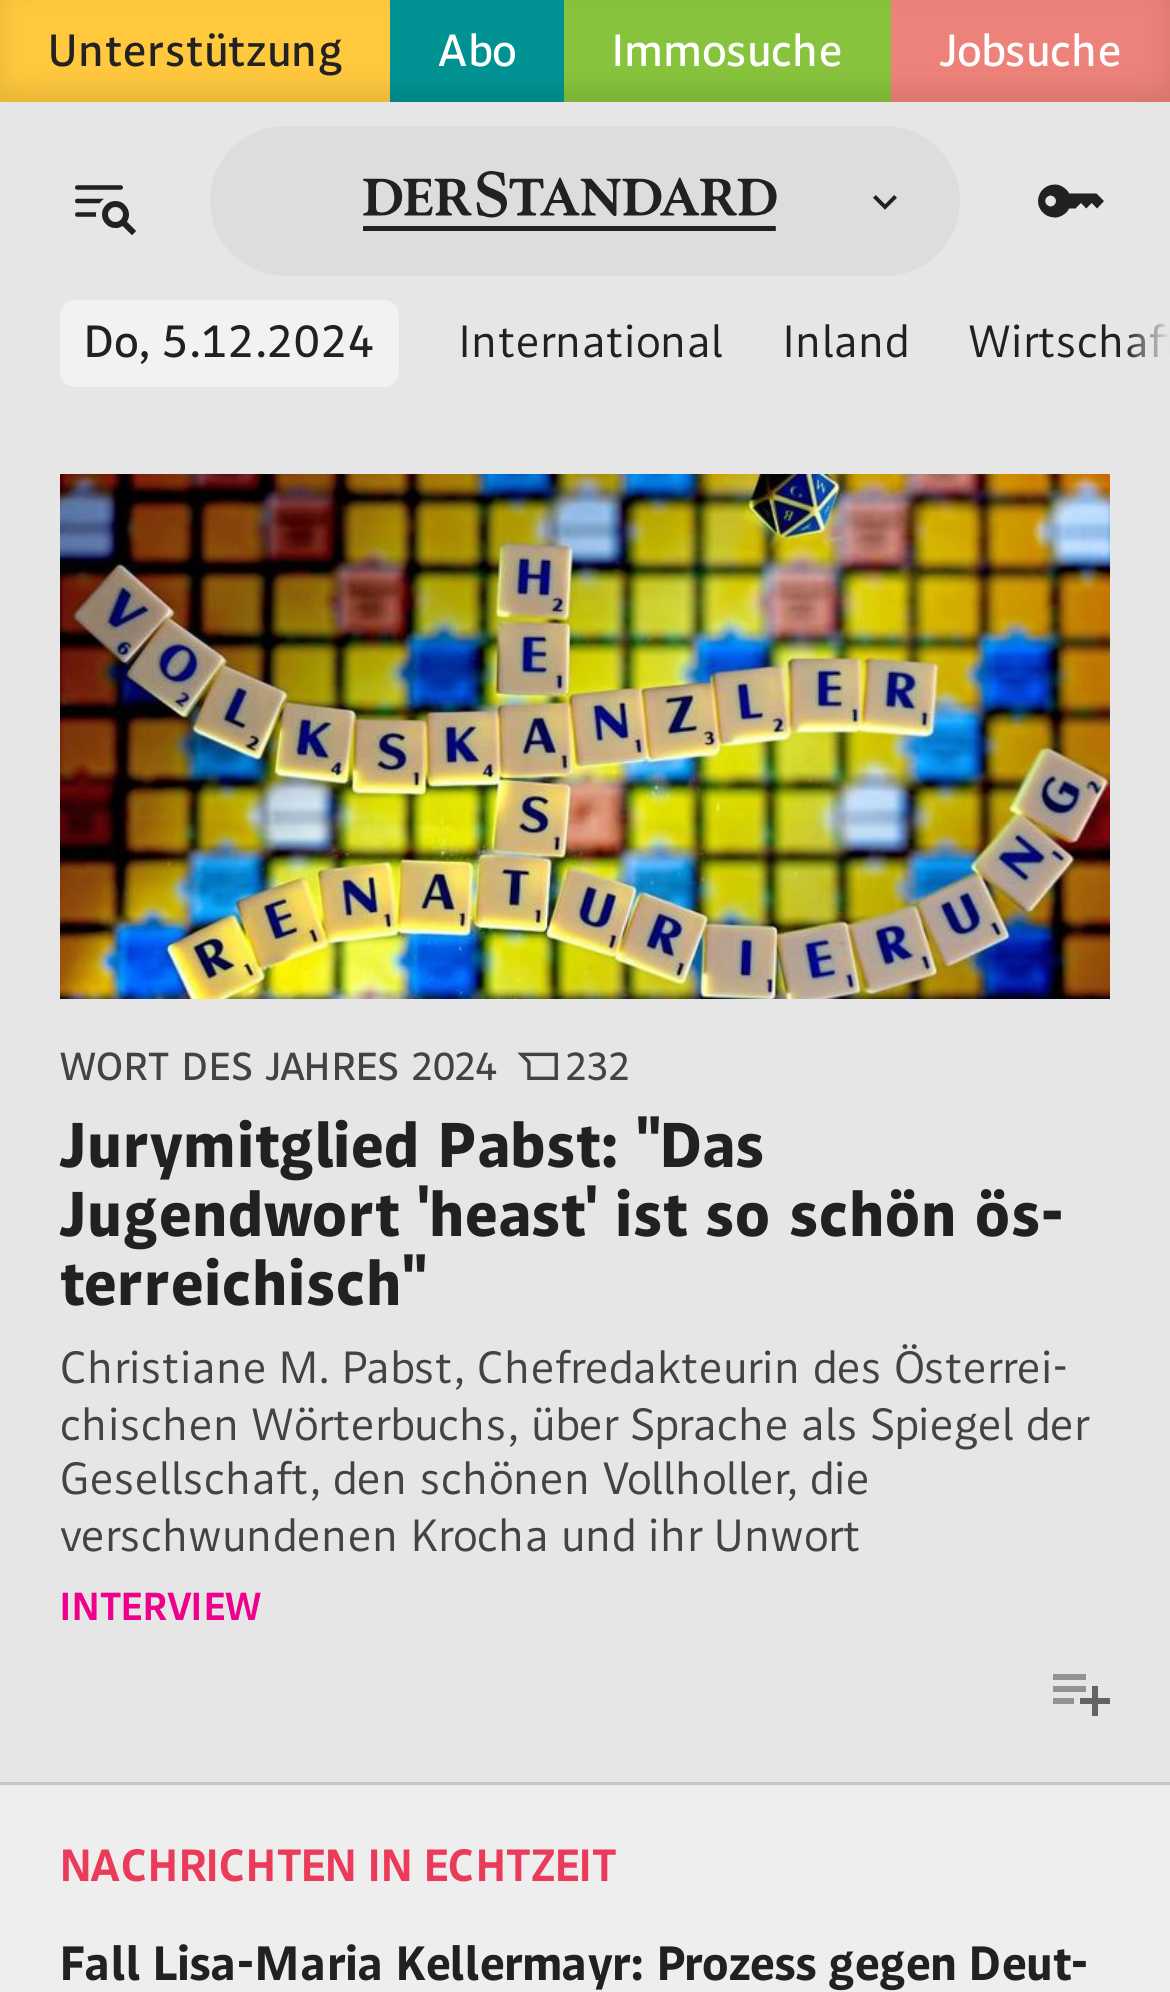 Unterstützung Abo Immosuche Jobsuche
DERSTANDARD
Do, 5.12.2024 International Inland Wirtschaf
HEAST
VOLKSKANZLER
RENATURIERUNG
WORT DES JAHRES 2024 232
Jurymitglied Pabst: "Das
Jugendwort 'heast' ist so schön ös-
terreichisch"
Christiane M. Pabst, Chefredakteurin des Österrei-
chischen Wörterbuchs, über Sprache als Spiegel der
Gesellschaft, den schönen Vollholler, die
verschwundenen Krocha und ihr Unwort
INTERVIEW
NACHRICHTEN IN ECHTZEIT
Fall Lisa-Maria Kellermayr: Prozess gegen Deut-